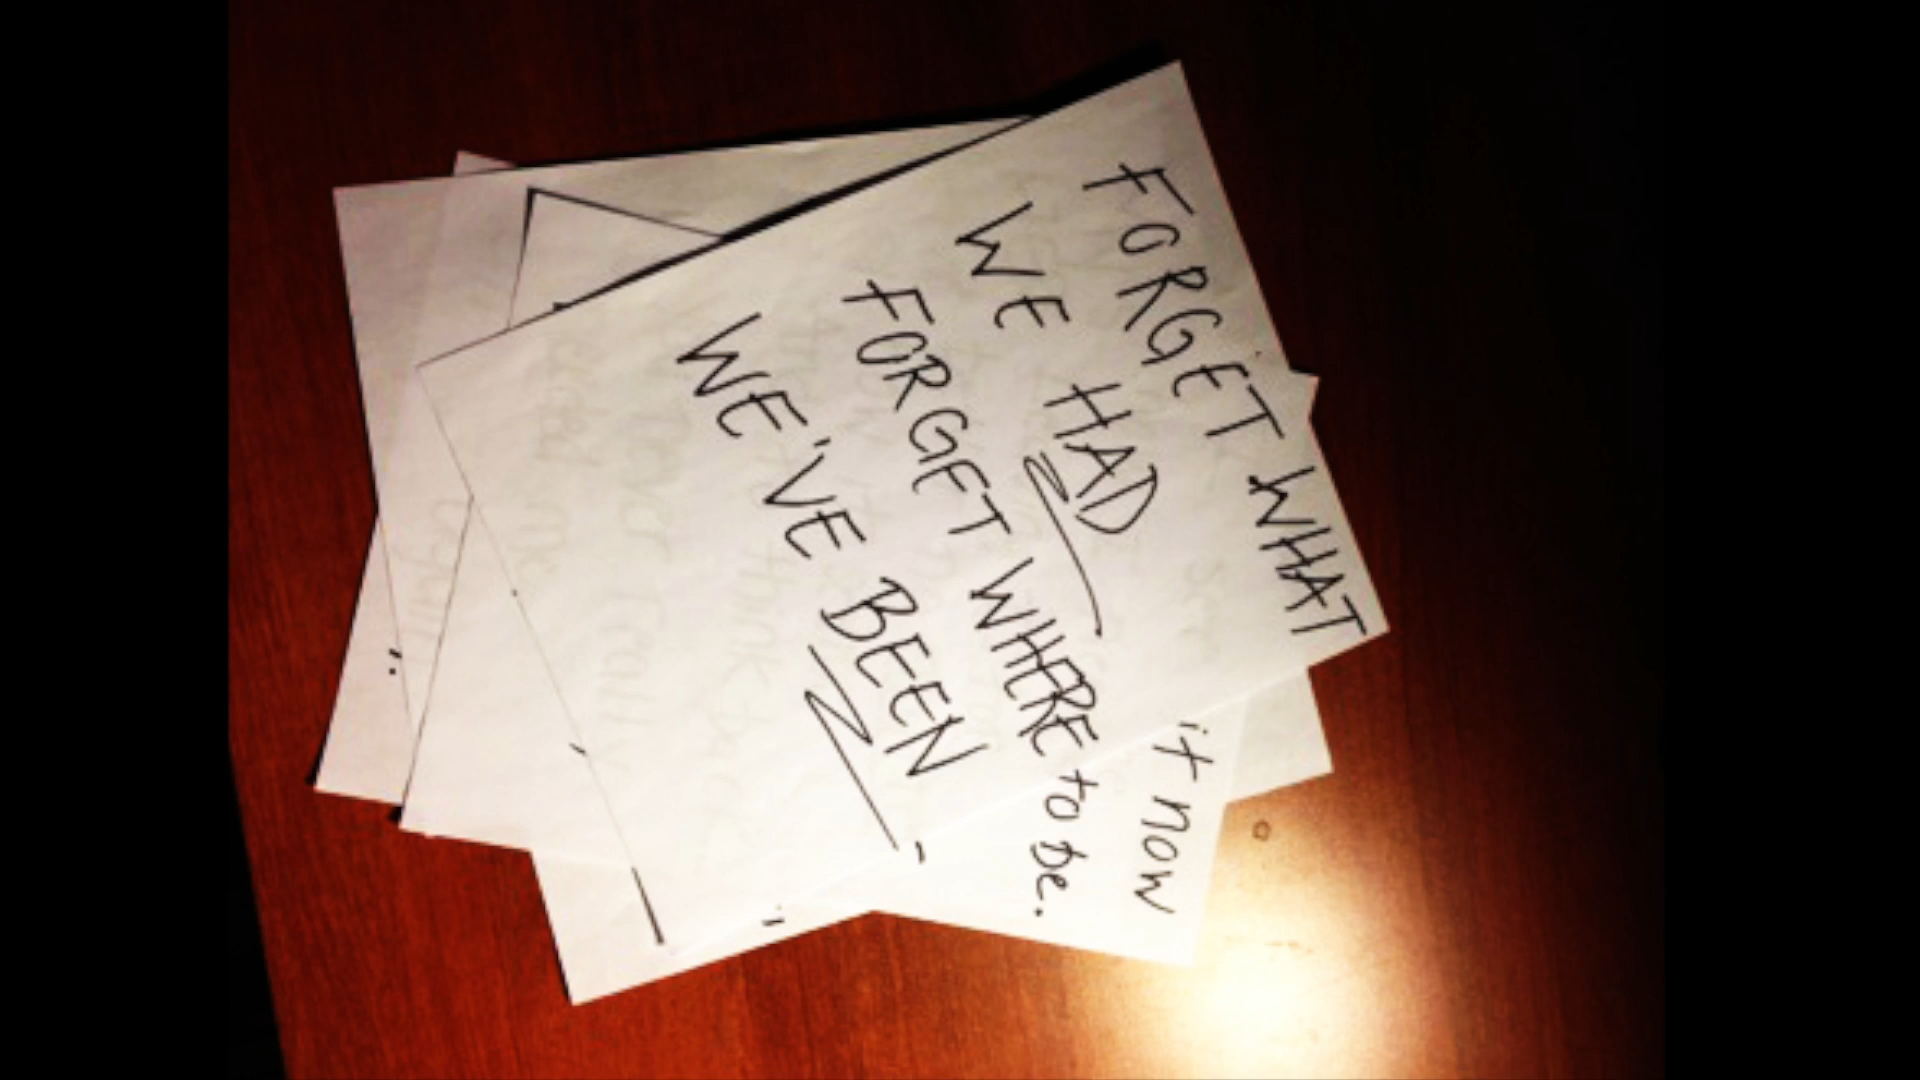 FORGET WHAT
WE HAD
FORGET WHERE
WE'VE BEEN
it now
to be.